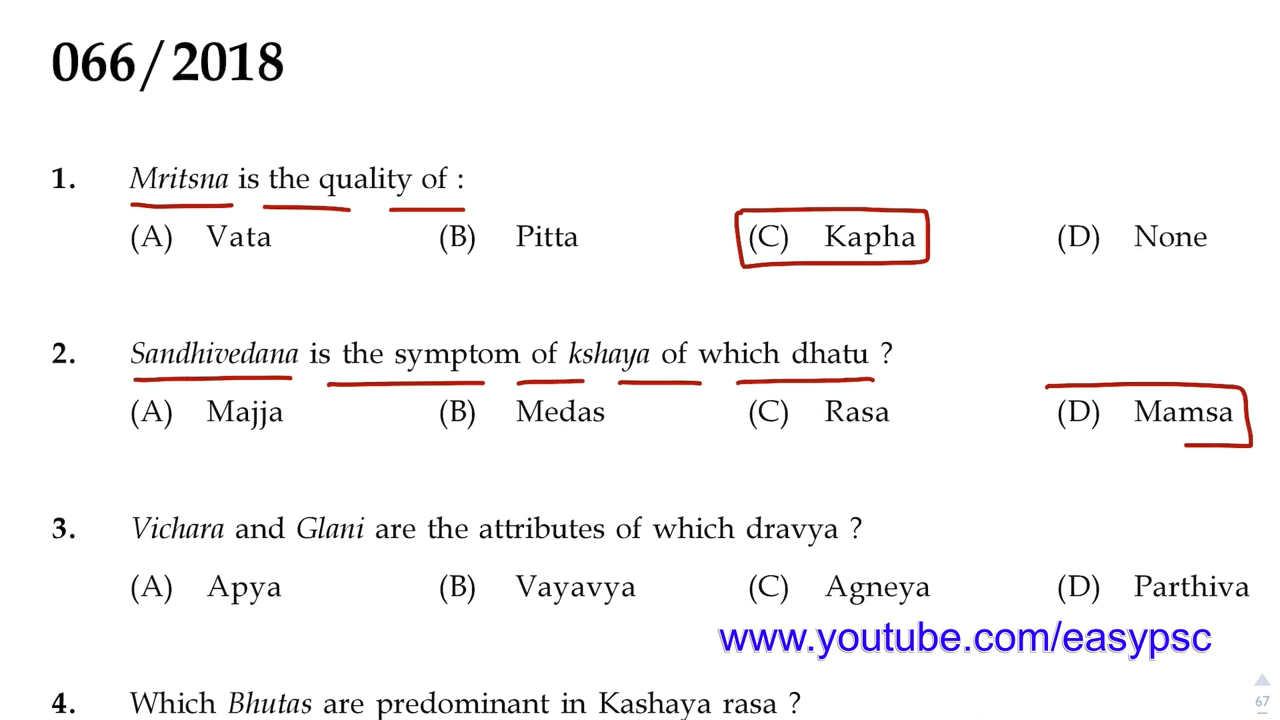 066/2018
1. Mritsna is the quality of :
(A) Vata (B) Pitta (C) Kapha (D) None
2. Sandhivedana is the symptom of kshaya of which dhatu ?
(A) Majja (B) Medas (C) Rasa (D) Mamsa
3. Vichara and Glani are the attributes of which dravya ?
(A) Apya (B) Vayavya (C) Agneya (D) Parthiva
www.youtube.com/easypsc
4. Which Bhutas are predominant in Kashaya rasa ?
67